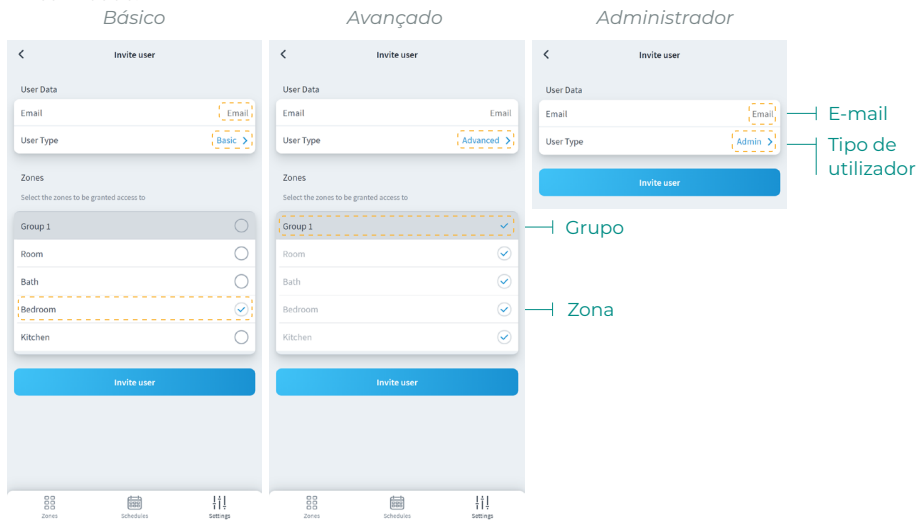 Básico
Avançado
Administrador
Invite user
User Data
Email Email
User Type Basic
Zones
Select the zones to be granted access to
Group 1
Room
Bath
Bedroom
Kitchen
Invite user
Zones Schedules Settings
Invite user
User Data
Email Email
User Type Advanced
Zones
Select the zones to be granted access to
Group 1
Room
Bath
Bedroom
Kitchen
Invite user
Zones Schedules Settings
Invite user
User Data
Email Email
User Type Admin
Invite user
E-mail
Tipo de
utilizador
Grupo
Zona